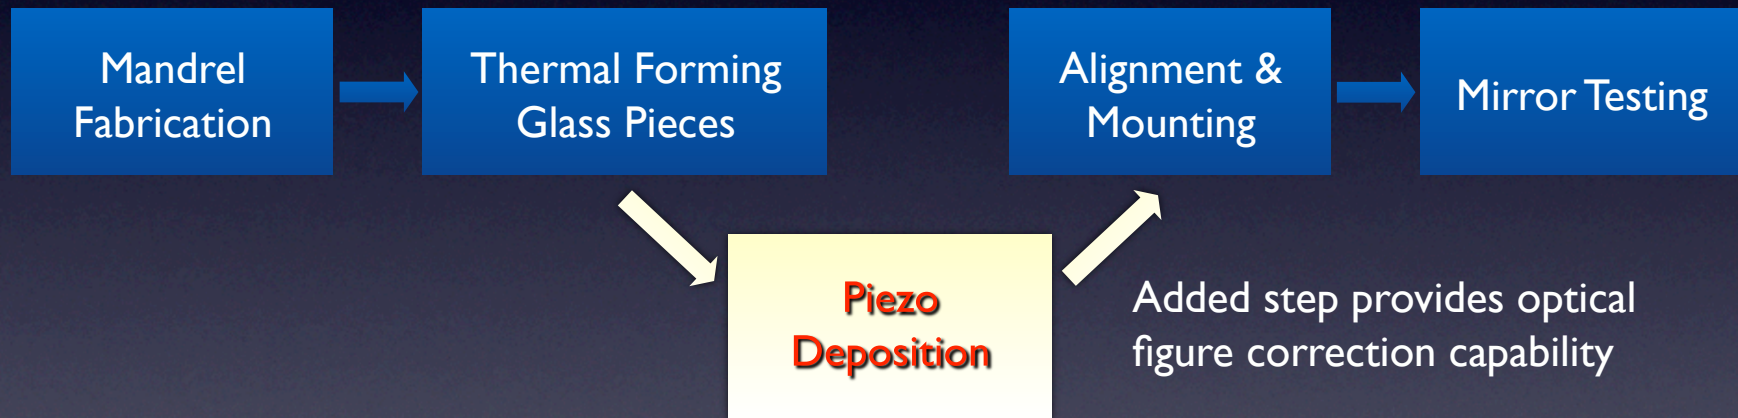 Mandrel
Fabrication
Thermal Forming
Glass Pieces
Alignment &
Mounting
Mirror Testing
Piezo
Deposition
Added step provides optical
figure correction capability